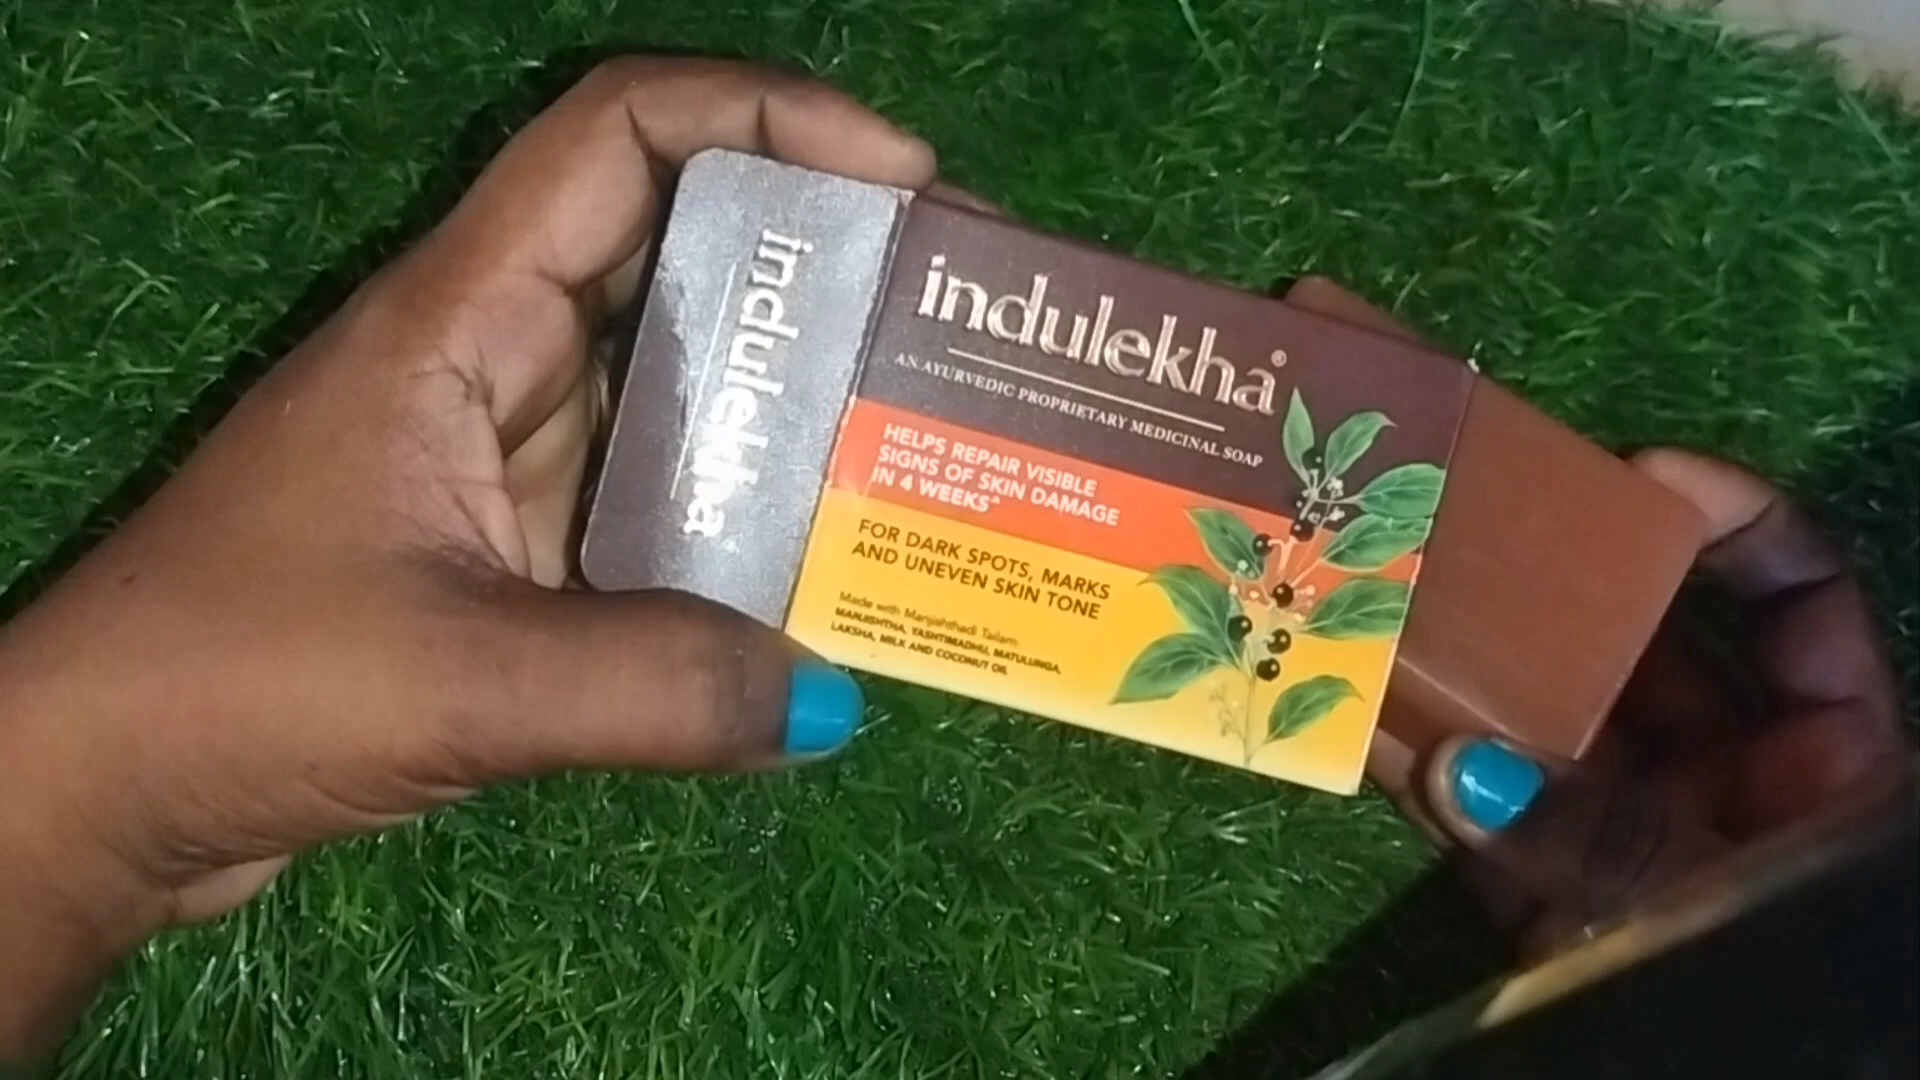 indulekha
indulekha®
AN AYURVEDIC PROPRIETARY MEDICINAL SOAP
HELPS REPAIR VISIBLE
SIGNS OF SKIN DAMAGE
IN 4 WEEKS
FOR DARK SPOTS, MARKS
AND UNEVEN SKIN TONE
Made with Manjishthadi Tailam
MANJISHTHA, YASHTIMADHU, MATULUNGA,
LAKSHA, MILK AND COCONUT OIL